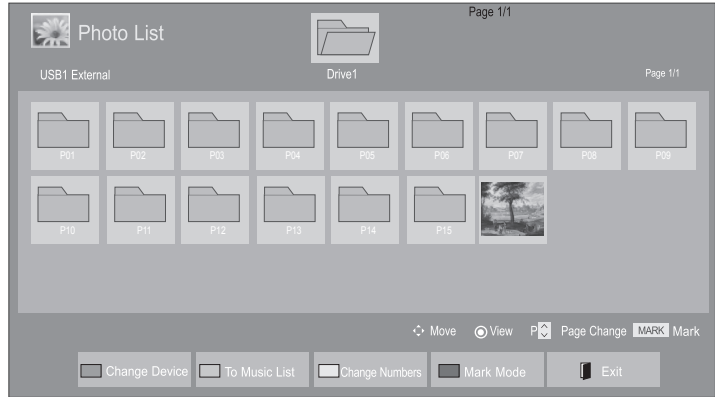 Page 1/1
Photo List
USB1 External
Drive1
Page 1/1
P01 P02 P03 P04 P05 P06 P07 P08 P09
P10 P11 P12 P13 P14 P15
Move View P Page Change MARK Mark
Change Device To Music List Change Numbers Mark Mode Exit